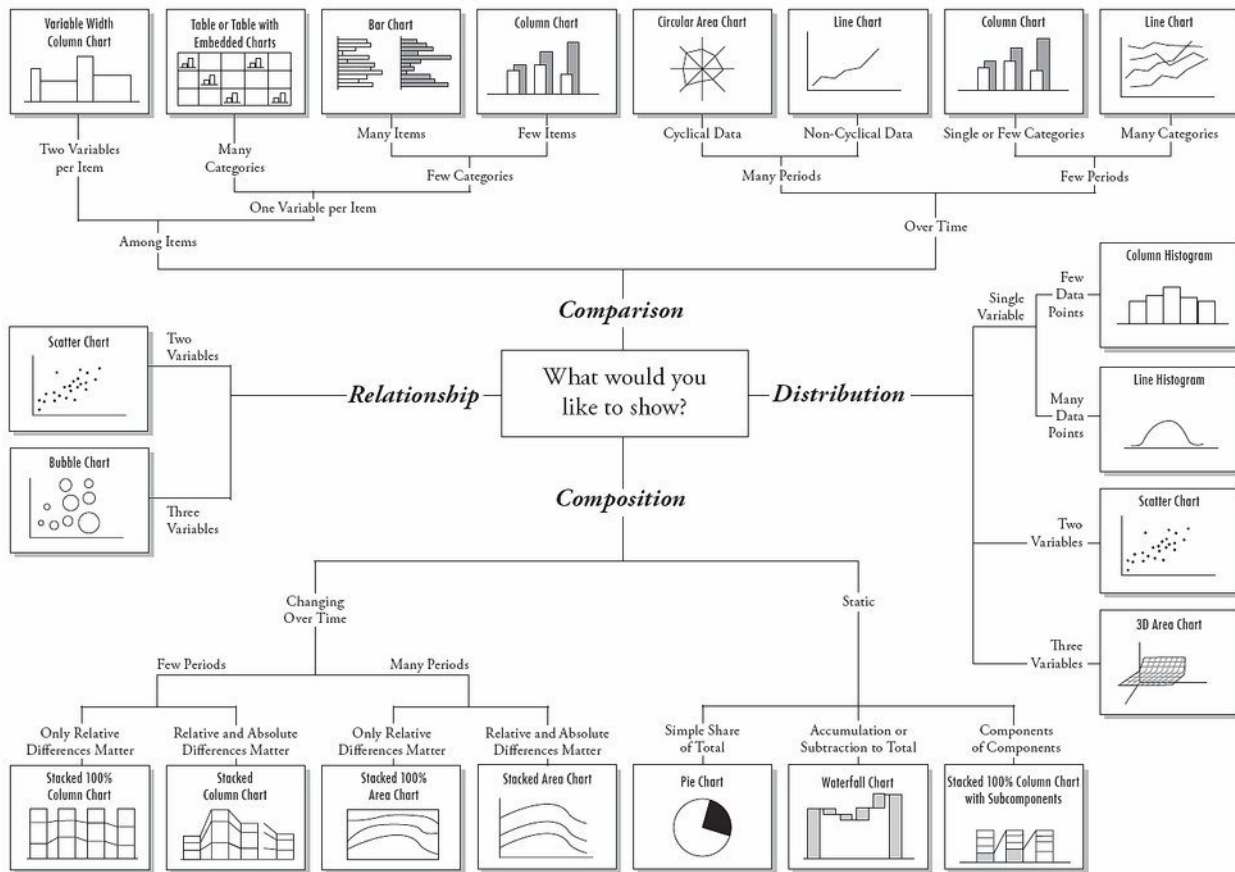 Variable Width
Column Chart
Table or Table with
Embedded Charts
Bar Chart
Column Chart
Circular Area Chart
Line Chart
Column Chart
Line Chart
Two Variables
per Item
Many
Categories
Many Items
Few Items
Cyclical Data
Non-Cyclical Data
Single or Few Categories
Many Categories
Few Categories
Many Periods
Few Periods
One Variable per Item
Among Items
Over Time
Comparison
What would you
like to show?
Relationship
Two
Variables
Scatter Chart
Three
Variables
Bubble Chart
Distribution
Single
Variable
Few
Data
Points
Column Histogram
Many
Data
Points
Line Histogram
Two
Variables
Scatter Chart
Three
Variables
3D Area Chart
Composition
Changing
Over Time
Static
Few Periods
Many Periods
Only Relative
Differences Matter
Relative and Absolute
Differences Matter
Only Relative
Differences Matter
Relative and Absolute
Differences Matter
Simple Share
of Total
Accumulation or
Subtraction to Total
Components
of Components
Stacked 100%
Column Chart
Stacked
Column Chart
Stacked 100%
Area Chart
Stacked Area Chart
Pie Chart
Waterfall Chart
Stacked 100% Column Chart
with Subcomponents